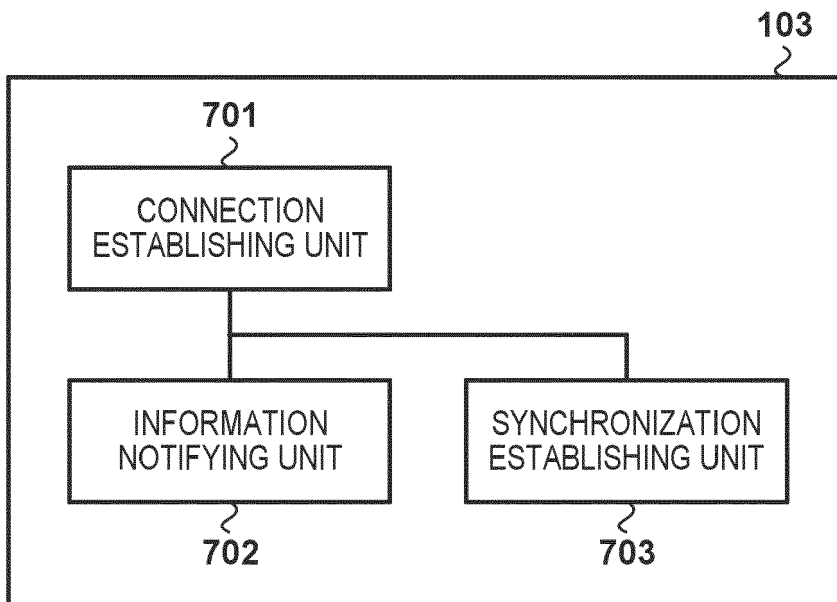 103
701
CONNECTION
ESTABLISHING UNIT
INFORMATION
NOTIFYING UNIT
SYNCHRONIZATION
ESTABLISHING UNIT
702
703